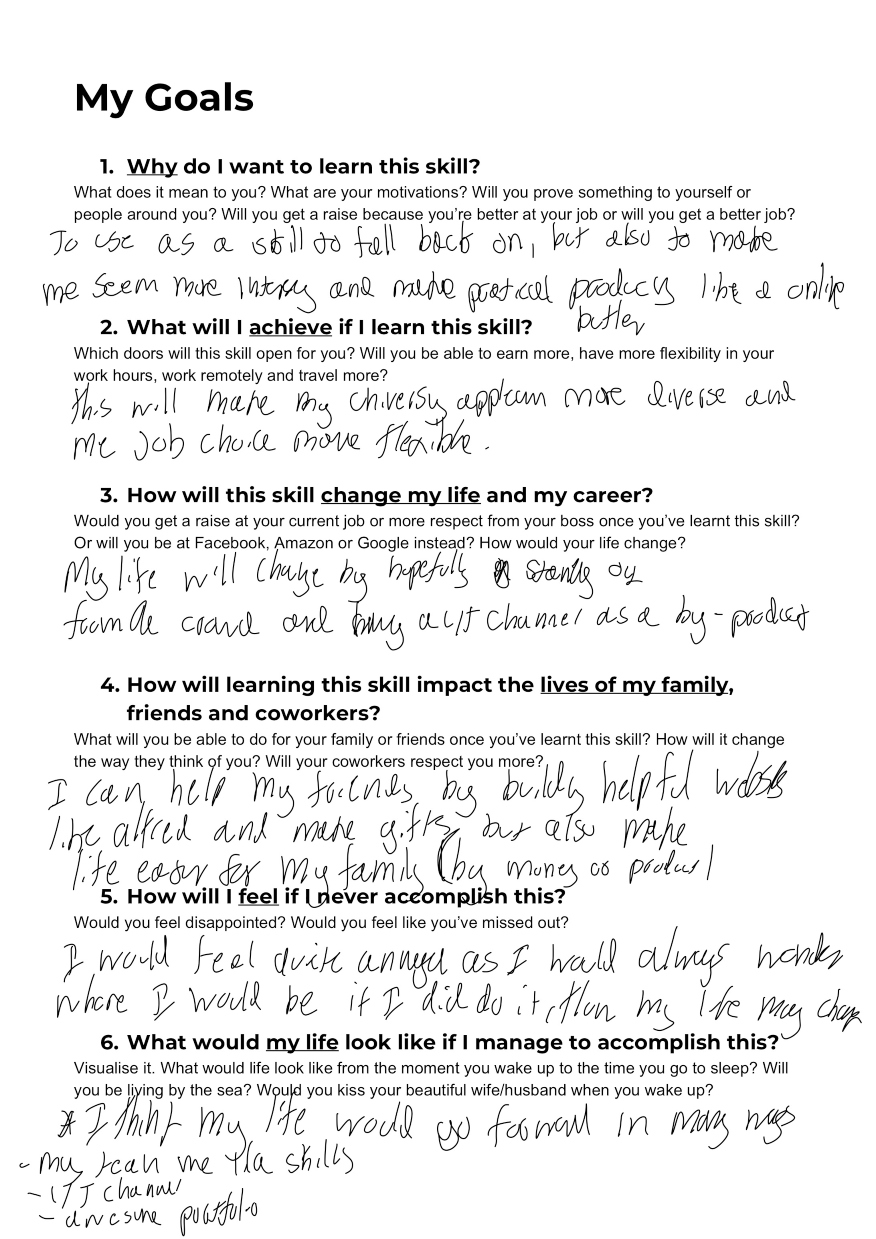 My Goals
1. Why do I want to learn this skill?
What does it mean to you? What are your motivations? Will you prove something to yourself or
people around you? Will you get a raise because you're better at your job or will you get a better job?
To use as a skill to fall back on, but also to make
me seem more and make practical like a online
butler
2. What will I achieve if I learn this skill?
Which doors will this skill open for you? Will you be able to earn more, have more flexibility in your
work hours, work remotely and travel more?
this will make my more diverse and
me job choice more flexible.
3. How will this skill change my life and my career?
Would you get a raise at your current job or more respect from your boss once you've learnt this skill?
Or will you be at Facebook, Amazon or Google instead? How would your life change?
My life will change by hopefully
from the and a channel as a by-product
4. How will learning this skill impact the lives of my family,
friends and coworkers?
What will you be able to do for your family or friends once you've learnt this skill? How will it change
the way they think of you? Will your coworkers respect you more?
I can help my friends by building helpful
like alfred and make gifts but also make
life easier for my family (by money or product)
5. How will I feel if I never accomplish this?
Would you feel disappointed? Would you feel like you've missed out?
I would feel quite annoyed as I would always wonder
where I would be if I did do it, my life may
6. What would my life look like if I manage to accomplish this?
Visualise it. What would life look like from the moment you wake up to the time you go to sleep? Will
you be living by the sea? Would you kiss your beautiful wife/husband when you wake up?
I think my life would go forward in many ways
- my skills
- channel
- portfolio